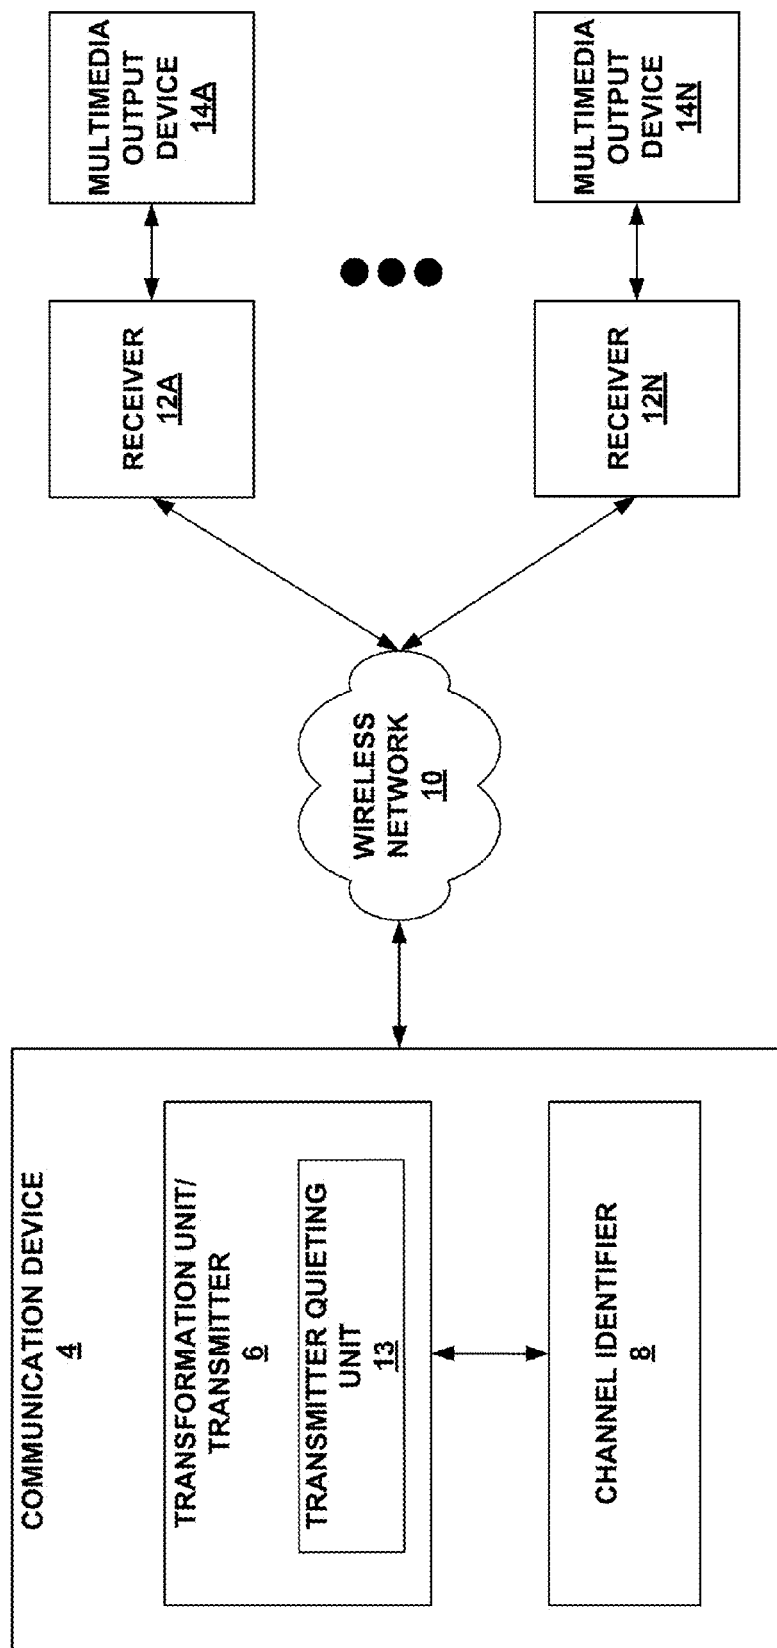 COMMUNICATION DEVICE
4
TRANSFORMATION UNIT/
TRANSMITTER
6
TRANSMITTER QUIETING
UNIT
13
CHANNEL IDENTIFIER
8
WIRELESS
NETWORK
10
RECEIVER
12A
MULTIMEDIA
OUTPUT
DEVICE
14A
RECEIVER
12N
MULTIMEDIA
OUTPUT
DEVICE
14N